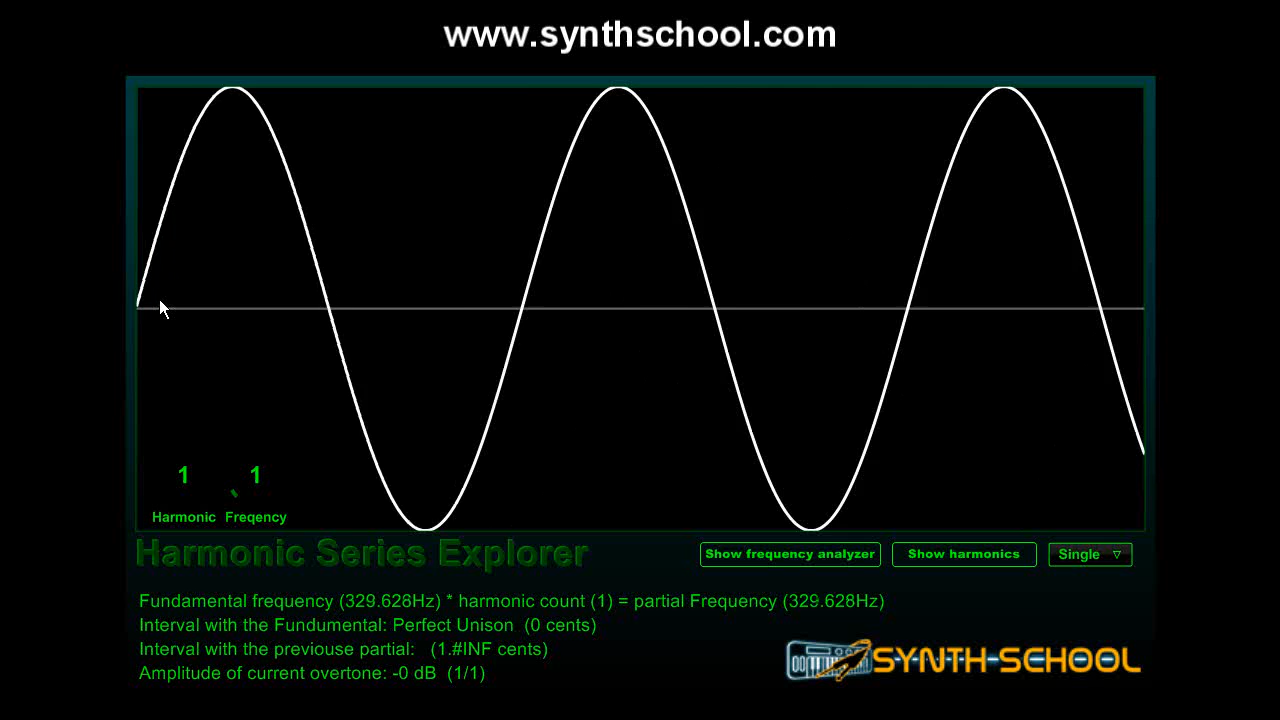 www.synthschool.com
1 1
Harmonic Freqency
Harmonic Series Explorer
Show frequency analyzer Show harmonics Single ▽
Fundamental frequency (329.628Hz) * harmonic count (1) = partial Frequency (329.628Hz)
Interval with the Fundumental: Perfect Unison (0 cents)
Interval with the previouse partial: (1.#INF cents)
Amplitude of current overtone: -0 dB (1/1)
SYNTH-SCHOOL